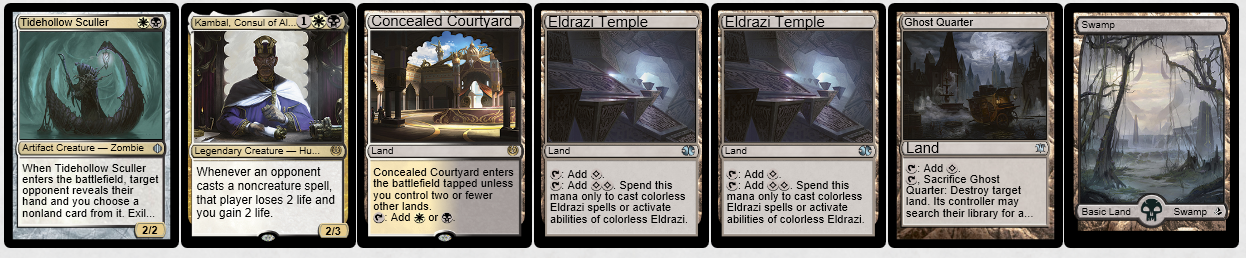 Tidehollow Sculler
Artifact Creature — Zombie
When Tidehollow Sculler
enters the battlefield, target
opponent reveals their
hand and you choose a
nonland card from it. Exil...
2/2
Kambal, Consul of Al... 1
Legendary Creature — Hu...
Whenever an opponent
casts a noncreature spell,
that player loses 2 life and
you gain 2 life.
2/3
Concealed Courtyard
Land
Concealed Courtyard enters
the battlefield tapped unless
you control two or fewer
other lands.
: Add or .
Eldrazi Temple
Land
: Add .
: Add . Spend this
mana only to cast colorless
Eldrazi spells or activate
abilities of colorless Eldrazi.
Eldrazi Temple
Land
: Add .
: Add . Spend this
mana only to cast colorless
Eldrazi spells or activate
abilities of colorless Eldrazi.
Ghost Quarter
Land
: Add .
, Sacrifice Ghost
Quarter: Destroy target
land. Its controller may
search their library for a...
Swamp
Basic Land Swamp